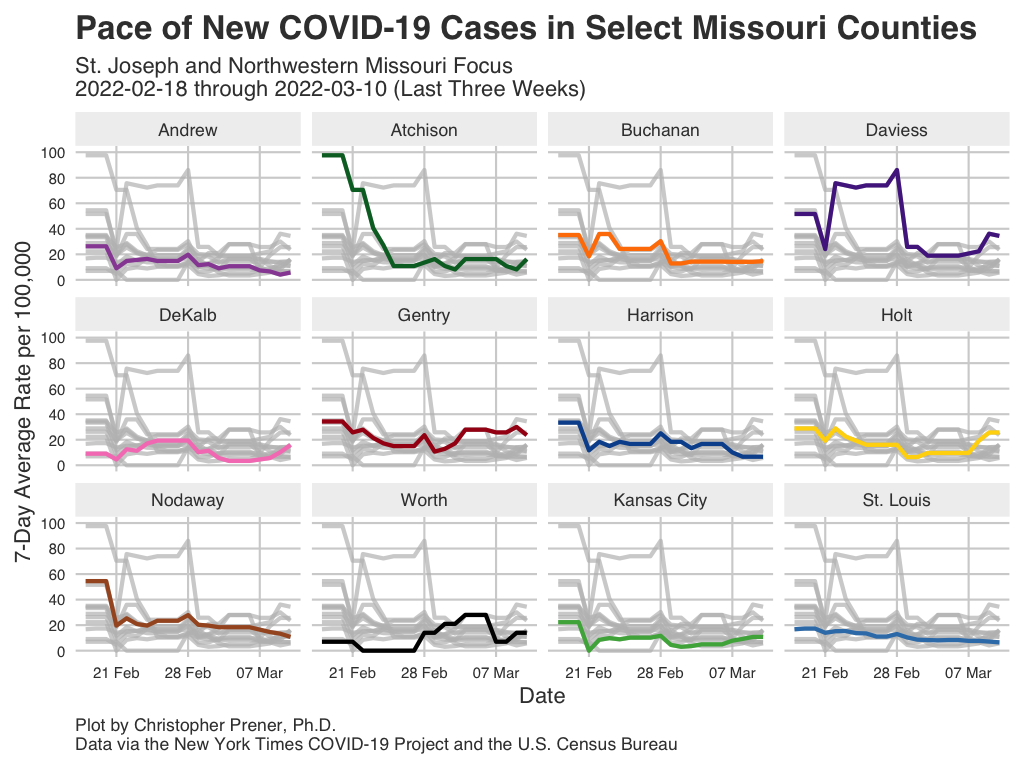 Pace of New COVID-19 Cases in Select Missouri Counties
St. Joseph and Northwestern Missouri Focus
2022-02-18 through 2022-03-10 (Last Three Weeks)
Andrew Atchison Buchanan Daviess
100
80
60
40
20
0
DeKalb Gentry Harrison Holt
100
80
60
40
20
0
Nodaway Worth Kansas City St. Louis
100
80
60
40
20
0
7-Day Average Rate per 100,000
21 Feb 28 Feb 07 Mar 21 Feb 28 Feb 07 Mar 21 Feb 28 Feb 07 Mar 21 Feb 28 Feb 07 Mar
Date
Plot by Christopher Prener, Ph.D.
Data via the New York Times COVID-19 Project and the U.S. Census Bureau